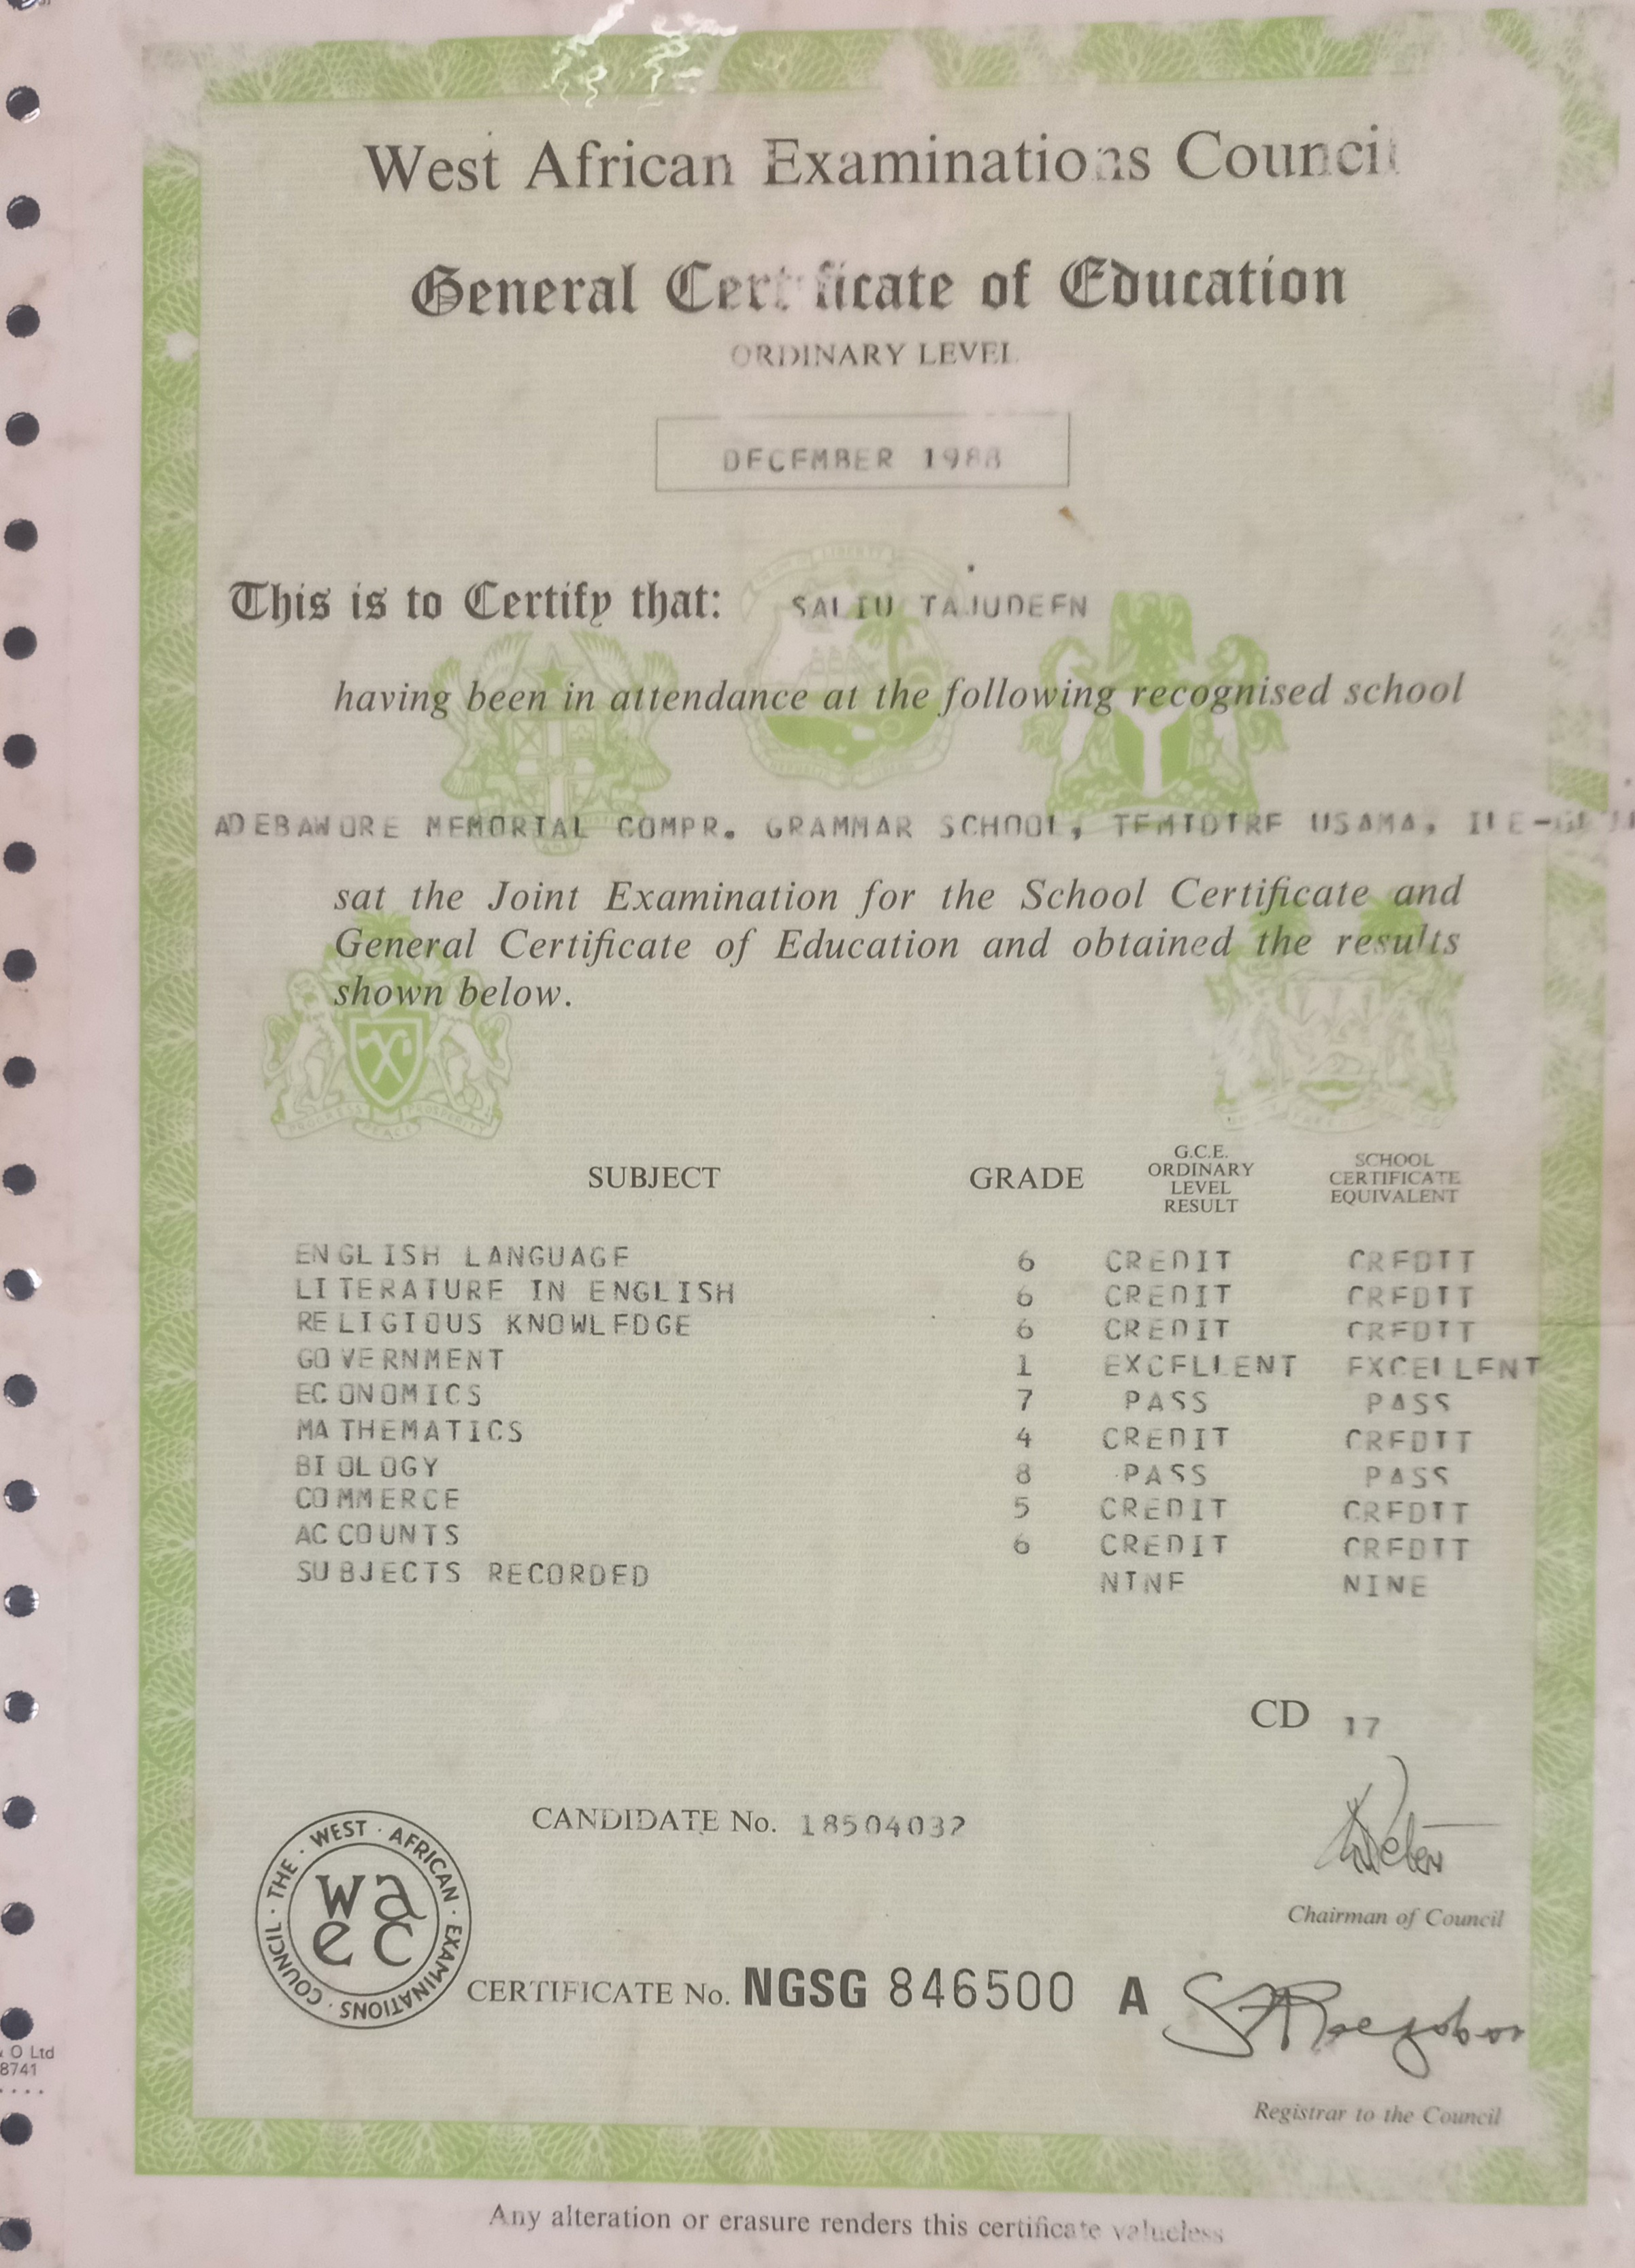 West African Examinations Council
General Certificate of Education
ORDINARY LEVEL
DECEMBER 1988
This is to Certify that: SALIU TAJUDEEN
having been in attendance at the following recognised school
ADEBAWORE MEMORIAL COMPR. GRAMMAR SCHOOL, TEMIDIRE USAMA,
sat the Joint Examination for the School Certificate and
General Certificate of Education and obtained the results
shown below.
SUBJECT GRADE G.C.E. ORDINARY LEVEL RESULT SCHOOL CERTIFICATE EQUIVALENT
ENGLISH LANGUAGE 6 CREDIT CREDIT
LITERATURE IN ENGLISH 6 CREDIT CREDIT
RELIGIOUS KNOWLEDGE 6 CREDIT CREDIT
GOVERNMENT 1 EXCELLENT EXCELLENT
ECONOMICS 7 PASS PASS
MATHEMATICS 4 CREDIT CREDIT
BIOLOGY 8 PASS PASS
COMMERCE 5 CREDIT CREDIT
ACCOUNTS 6 CREDIT CREDIT
SUBJECTS RECORDED NINE NINE
CD 17
CANDIDATE No. 18504032
Chairman of Council
THE · WEST · AFRICAN · EXAMINATIONS · COUNCIL
wa
ec
CERTIFICATE No. NGSG 846500 A
O Ltd
8741
Registrar to the Council
Any alteration or erasure renders this certificate valueless